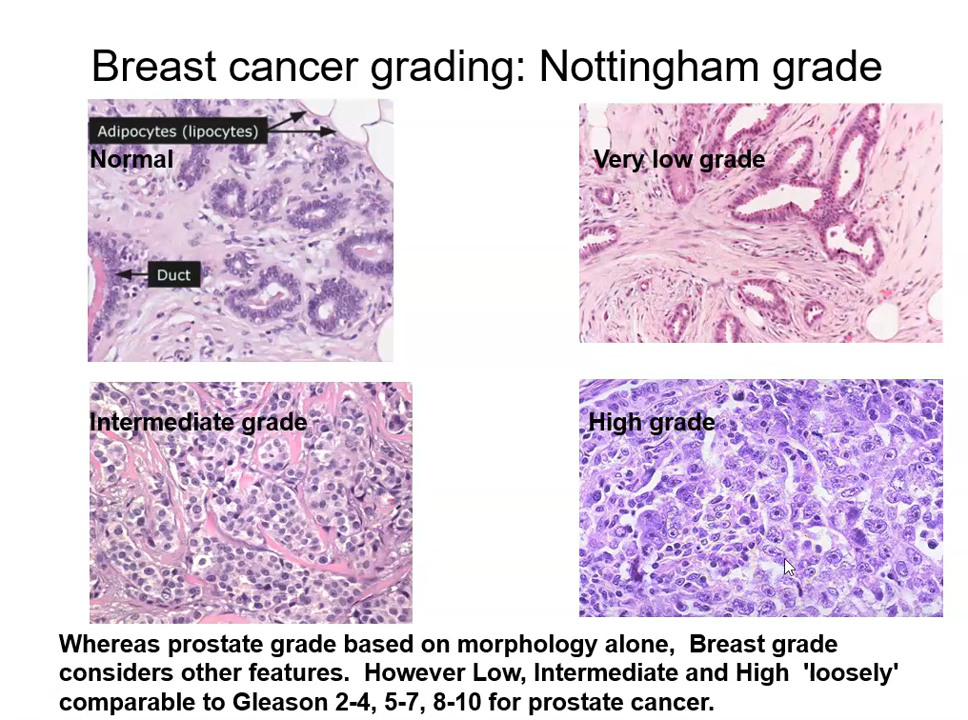 Breast cancer grading: Nottingham grade
Adipocytes (lipocytes)
Normal
Duct
Very low grade
Intermediate grade
High grade
Whereas prostate grade based on morphology alone,  Breast grade
considers other features.  However Low, Intermediate and High  'loosely'
comparable to Gleason 2-4, 5-7, 8-10 for prostate cancer.